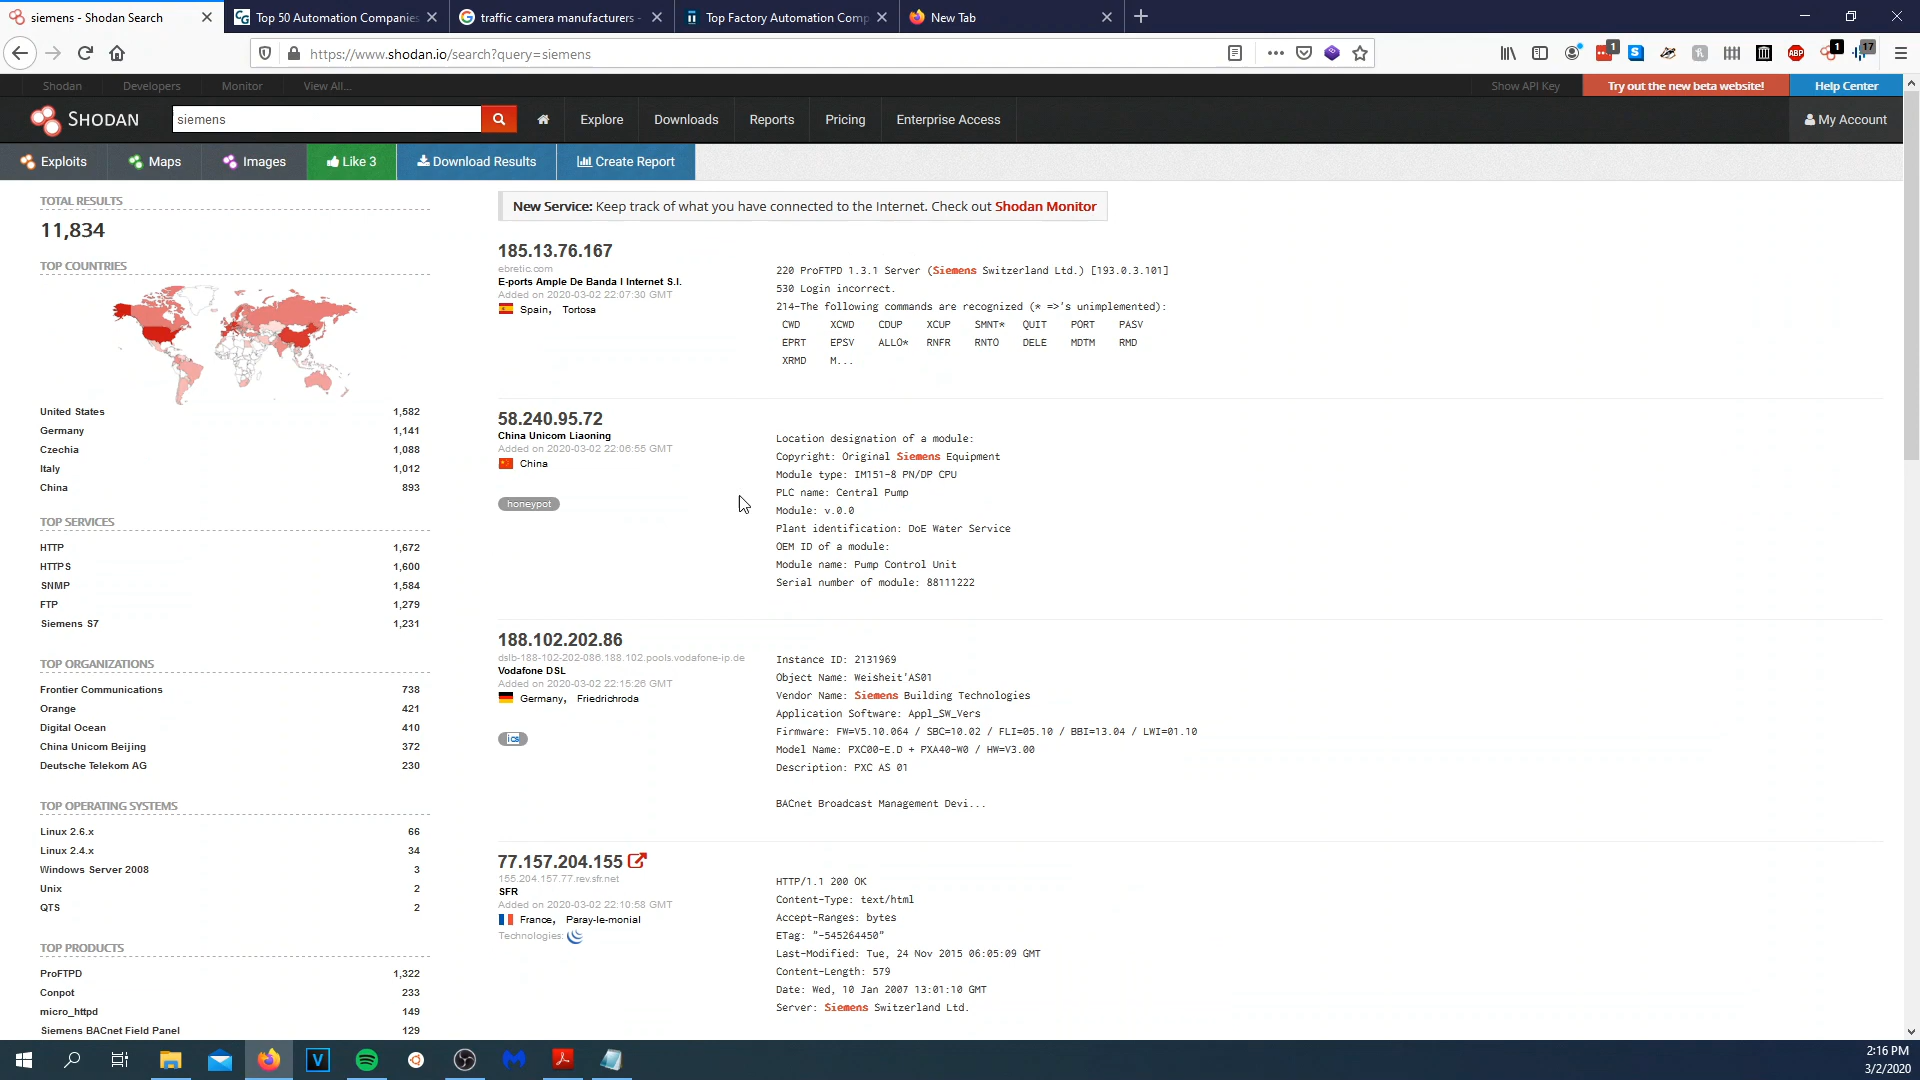 siemens - Shodan Search
Top 50 Automation Companies
traffic camera manufacturers -
Top Factory Automation Comp
New Tab
https://www.shodan.io/search?query=siemens
1
1
17
Shodan
Developers
Monitor
View All...
Show API Key
Try out the new beta website!
Help Center
SHODAN
siemens
Explore
Downloads
Reports
Pricing
Enterprise Access
My Account
Exploits
Maps
Images
Like 3
Download Results
Create Report
TOTAL RESULTS
11,834
TOP COUNTRIES
United States 1,582
Germany 1,141
Czechia 1,088
Italy 1,012
China 893
TOP SERVICES
HTTP 1,672
HTTPS 1,600
SNMP 1,584
FTP 1,279
Siemens S7 1,231
TOP ORGANIZATIONS
Frontier Communications 738
Orange 421
Digital Ocean 410
China Unicom Beijing 372
Deutsche Telekom AG 230
TOP OPERATING SYSTEMS
Linux 2.6.x 66
Linux 2.4.x 34
Windows Server 2008 3
Unix 2
QTS 2
TOP PRODUCTS
ProFTPD 1,322
Conpot 233
micro_httpd 149
Siemens BACnet Field Panel 129
New Service: Keep track of what you have connected to the Internet. Check out Shodan Monitor
185.13.76.167
ebretic.com
E-ports Ample De Banda I Internet S.l.
Added on 2020-03-02 22:07:30 GMT
Spain, Tortosa
220 ProFTPD 1.3.1 Server (Siemens Switzerland Ltd.) [193.0.3.101]
530 Login incorrect.
214-The following commands are recognized (* =>'s unimplemented):
CWD XCWD CDUP XCUP SMNT* QUIT PORT PASV
EPRT EPSV ALLO* RNFR RNTO DELE MDTM RMD
XRMD M...
58.240.95.72
China Unicom Liaoning
Added on 2020-03-02 22:06:55 GMT
China
honeypot
Location designation of a module:
Copyright: Original Siemens Equipment
Module type: IM151-8 PN/DP CPU
PLC name: Central Pump
Module: v.0.0
Plant identification: DoE Water Service
OEM ID of a module:
Module name: Pump Control Unit
Serial number of module: 88111222
188.102.202.86
dslb-188-102-202-086.188.102.pools.vodafone-ip.de
Vodafone DSL
Added on 2020-03-02 22:15:26 GMT
Germany, Friedrichroda
ics
Instance ID: 2131969
Object Name: Weisheit'AS01
Vendor Name: Siemens Building Technologies
Application Software: Appl_SW_Vers
Firmware: FW=V5.10.064 / SBC=10.02 / FLI=05.10 / BBI=13.04 / LWI=01.10
Model Name: PXC00-E.D + PXA40-W0 / HW=V3.00
Description: PXC AS 01
BACnet Broadcast Management Devi...
77.157.204.155
155.204.157.77.rev.sfr.net
SFR
Added on 2020-03-02 22:10:58 GMT
France, Paray-le-monial
Technologies:
HTTP/1.1 200 OK
Content-Type: text/html
Accept-Ranges: bytes
ETag: "-545264450"
Last-Modified: Tue, 24 Nov 2015 06:05:09 GMT
Content-Length: 579
Date: Wed, 10 Jan 2007 13:01:10 GMT
Server: Siemens Switzerland Ltd.
2:16 PM
3/2/2020